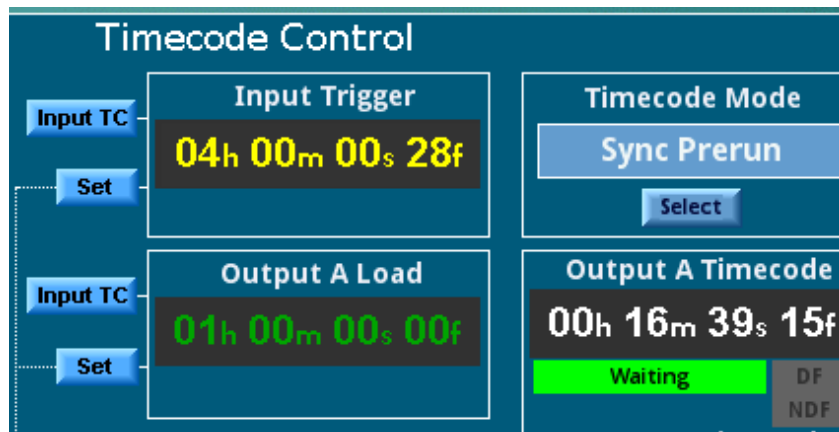 Timecode Control
Input Trigger
Input TC
04h 00m 00s 28f
Set
Timecode Mode
Sync Prerun
Select
Output A Load
Input TC
01h 00m 00s 00f
Set
Output A Timecode
00h 16m 39s 15f
Waiting
DF
NDF